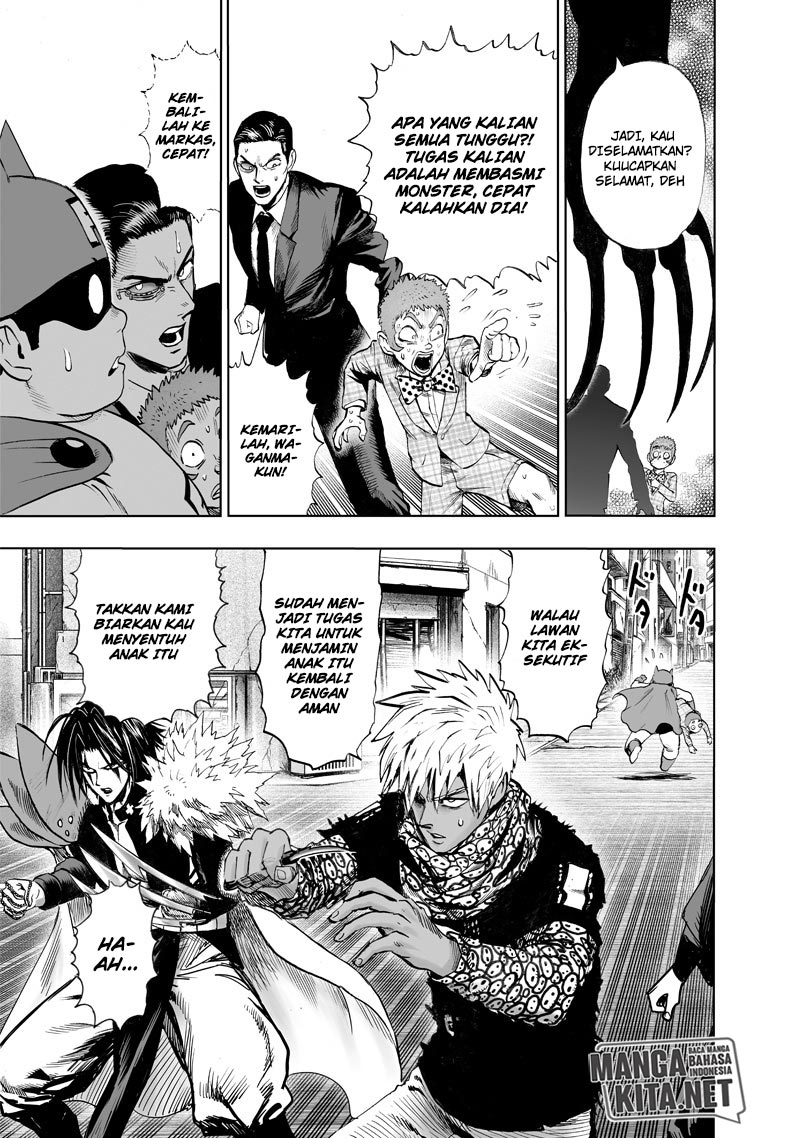 JADI, KAU
DISELAMATKAN?
KUUCAPKAN
SELAMAT, DEH
APA YANG KALIAN
SEMUA TUNGGU?!
TUGAS KALIAN
ADALAH MEMBASMI
MONSTER, CEPAT
KALAHKAN DIA!
KEMARI-
LAH, WA-
GANMA-
KUN!
KEM-
BALI-
LAH KE
MARKAS,
CEPAT!
ドドタタ
WALAU
LAWAN
KITA EK-
SEKUTIF
SUDAH MEN-
JADI TUGAS
KITA UNTUK
MENJAMIN
ANAK ITU
KEMBALI
DENGAN
AMAN
TAKKAN KAMI
BIARKAN KAU
MENYENTUH
ANAK ITU
HA-
AH...
MANGA
KITA.NET
BACA MANGA
BAHASA
INDONESIA